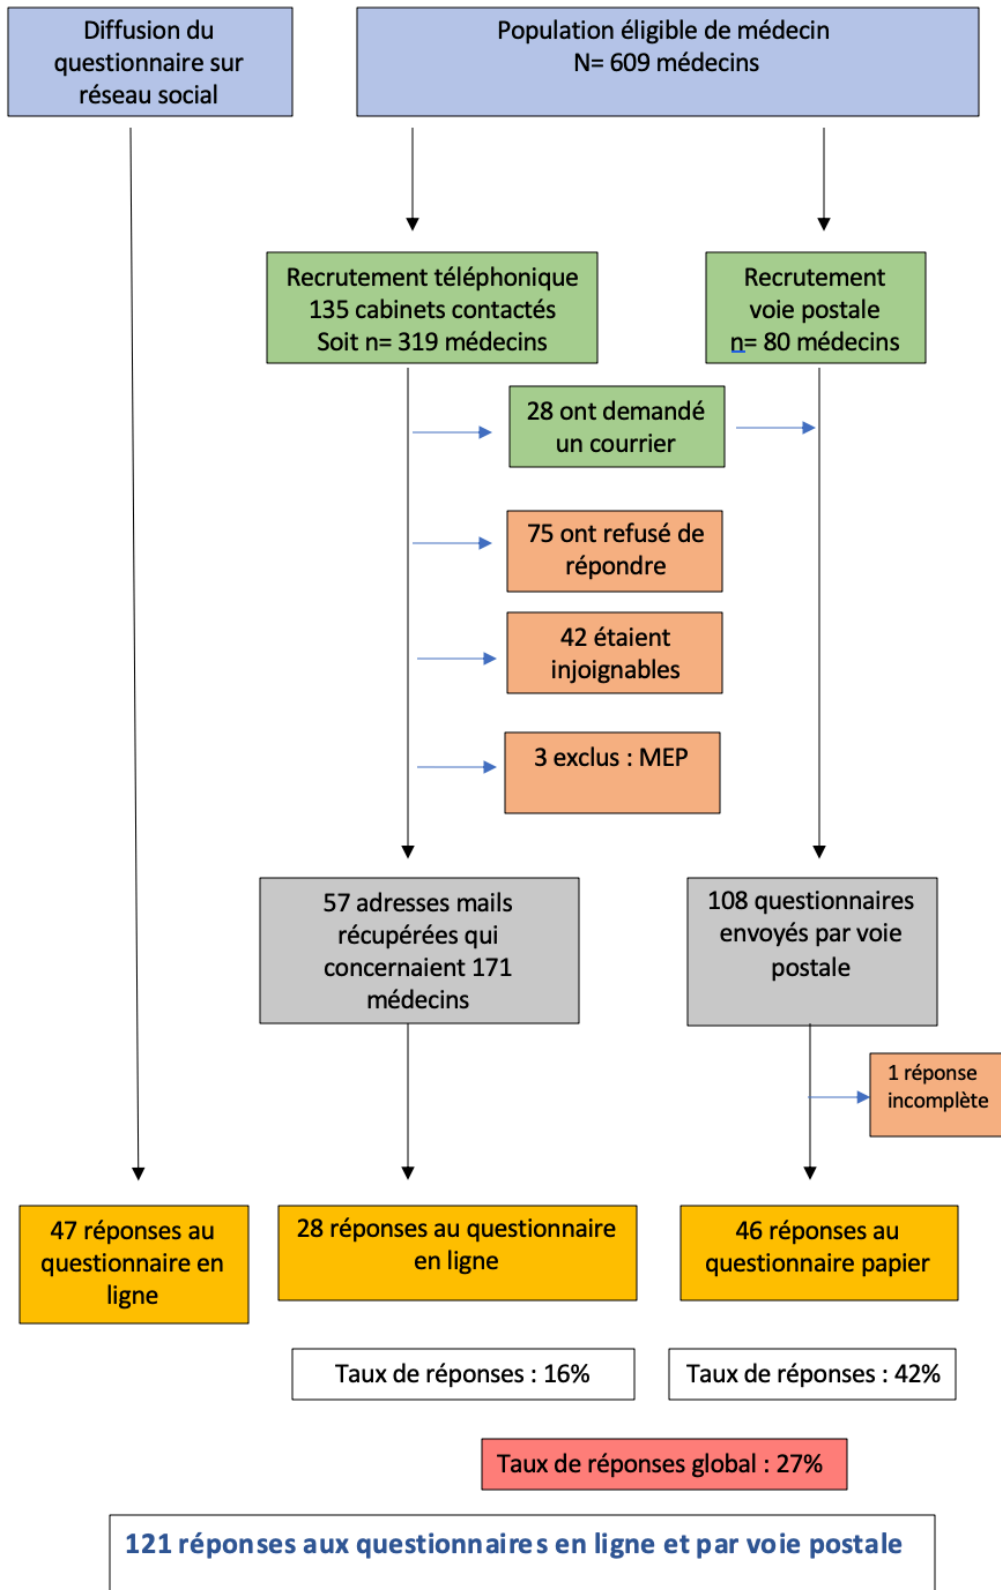 Diffusion du
questionnaire sur
réseau social
Population éligible de médecin
N= 609 médecins
Recrutement téléphonique
135 cabinets contactés
Soit n= 319 médecins
Recrutement
voie postale
n= 80 médecins
28 ont demandé
un courrier
75 ont refusé de
répondre
42 étaient
injoignables
3 exclus : MEP
57 adresses mails
récupérées qui
concernaient 171
médecins
108 questionnaires
envoyés par voie
postale
1 réponse
incomplète
47 réponses au
questionnaire en
ligne
28 réponses au questionnaire
en ligne
46 réponses au
questionnaire papier
Taux de réponses : 16%
Taux de réponses : 42%
Taux de réponses global : 27%
121 réponses aux questionnaires en ligne et par voie postale